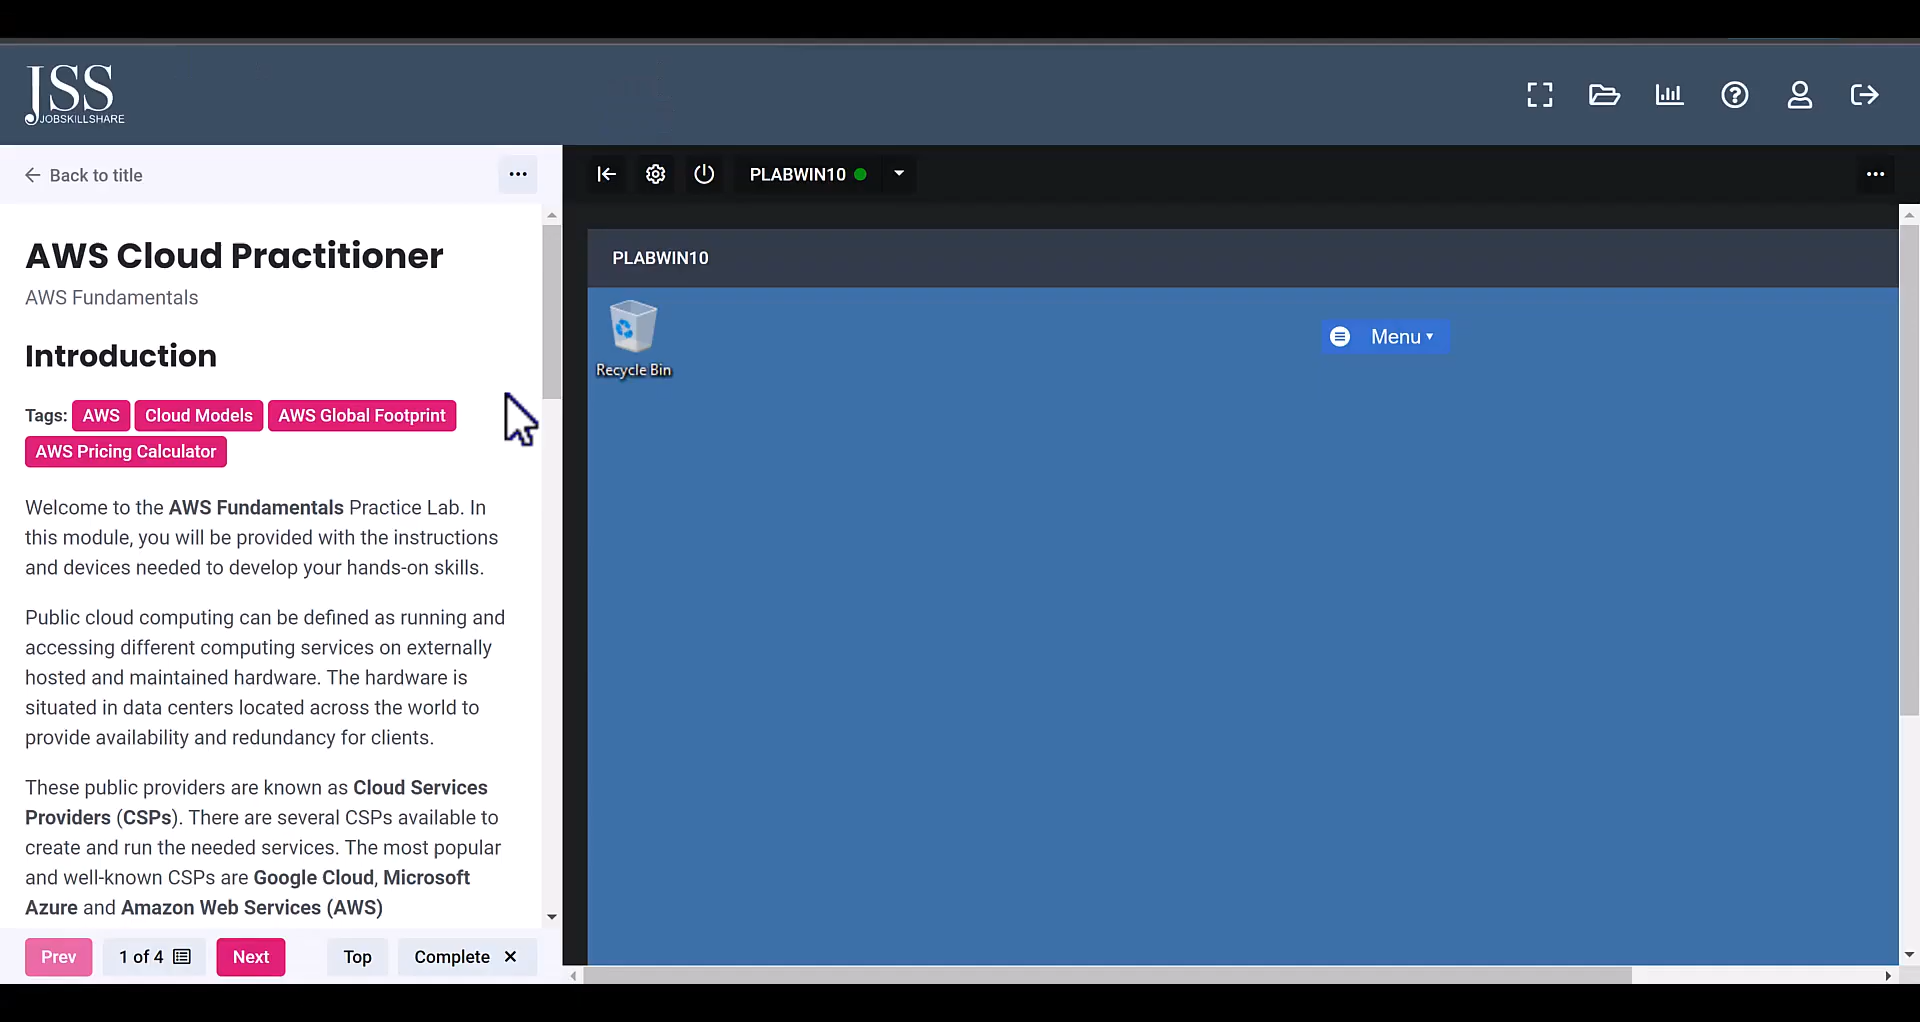 JSS
JOBSKILLSHARE
Back to title
PLABWIN10
AWS Cloud Practitioner
AWS Fundamentals
Introduction
Tags: AWS Cloud Models AWS Global Footprint
AWS Pricing Calculator
Welcome to the AWS Fundamentals Practice Lab. In
this module, you will be provided with the instructions
and devices needed to develop your hands-on skills.
Public cloud computing can be defined as running and
accessing different computing services on externally
hosted and maintained hardware. The hardware is
situated in data centers located across the world to
provide availability and redundancy for clients.
These public providers are known as Cloud Services
Providers (CSPs). There are several CSPs available to
create and run the needed services. The most popular
and well-known CSPs are Google Cloud, Microsoft
Azure and Amazon Web Services (AWS)
Prev 1 of 4 Next Top Complete
PLABWIN10
Recycle Bin
Menu